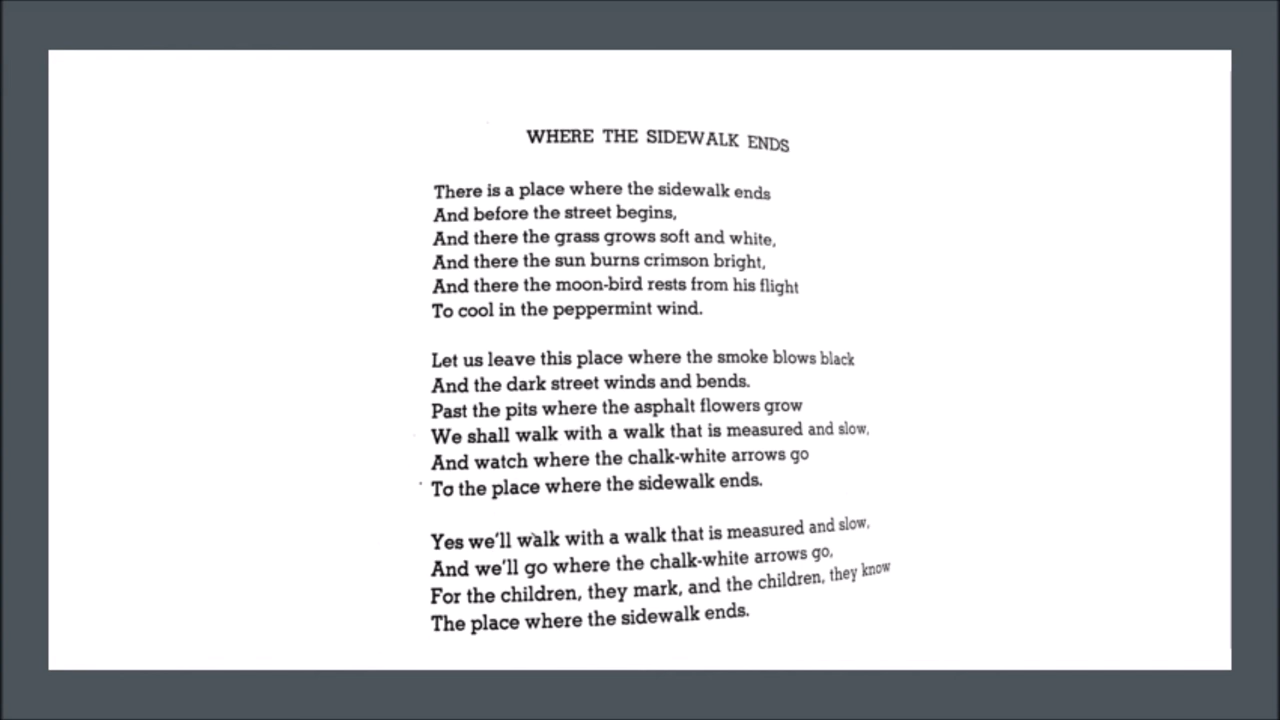 WHERE THE SIDEWALK ENDS
There is a place where the sidewalk ends
And before the street begins,
And there the grass grows soft and white,
And there the sun burns crimson bright,
And there the moon-bird rests from his flight
To cool in the peppermint wind.
Let us leave this place where the smoke blows black
And the dark street winds and bends.
Past the pits where the asphalt flowers grow
We shall walk with a walk that is measured and slow,
And watch where the chalk-white arrows go
To the place where the sidewalk ends.
Yes we'll walk with a walk that is measured and slow,
And we'll go where the chalk-white arrows go,
For the children, they mark, and the children, they know
The place where the sidewalk ends.